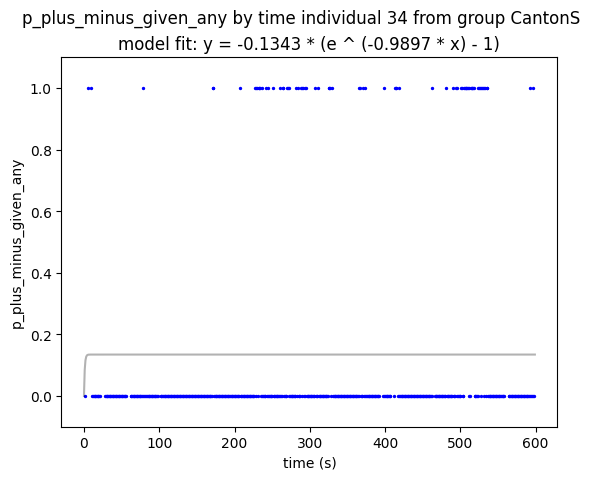 p_plus_minus_given_any by time individual 34 from group CantonS
model fit: y = -0.1343 * (e ^ (-0.9897 * x) - 1)
1.0
0.8
0.6
0.4
0.2
0.0
p_plus_minus_given_any
0 100 200 300 400 500 600
time (s)